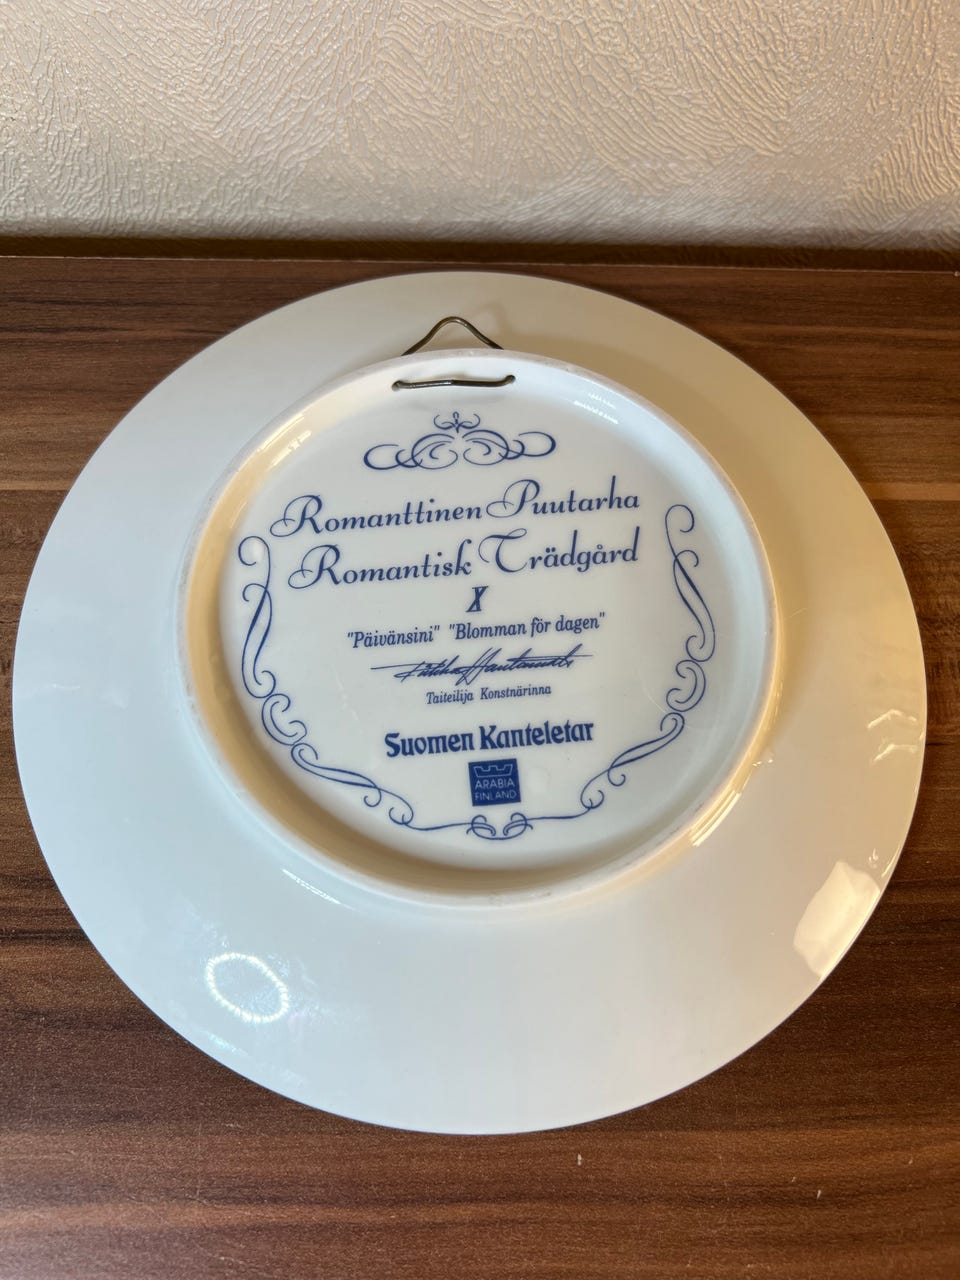 Romanttinen Puutarha
Romantisk Trädgård
X
"Päivänsini" "Blomman för dagen"
Taiteilija Konstnärinna
Suomen Kanteletar
ARABIA
FINLAND